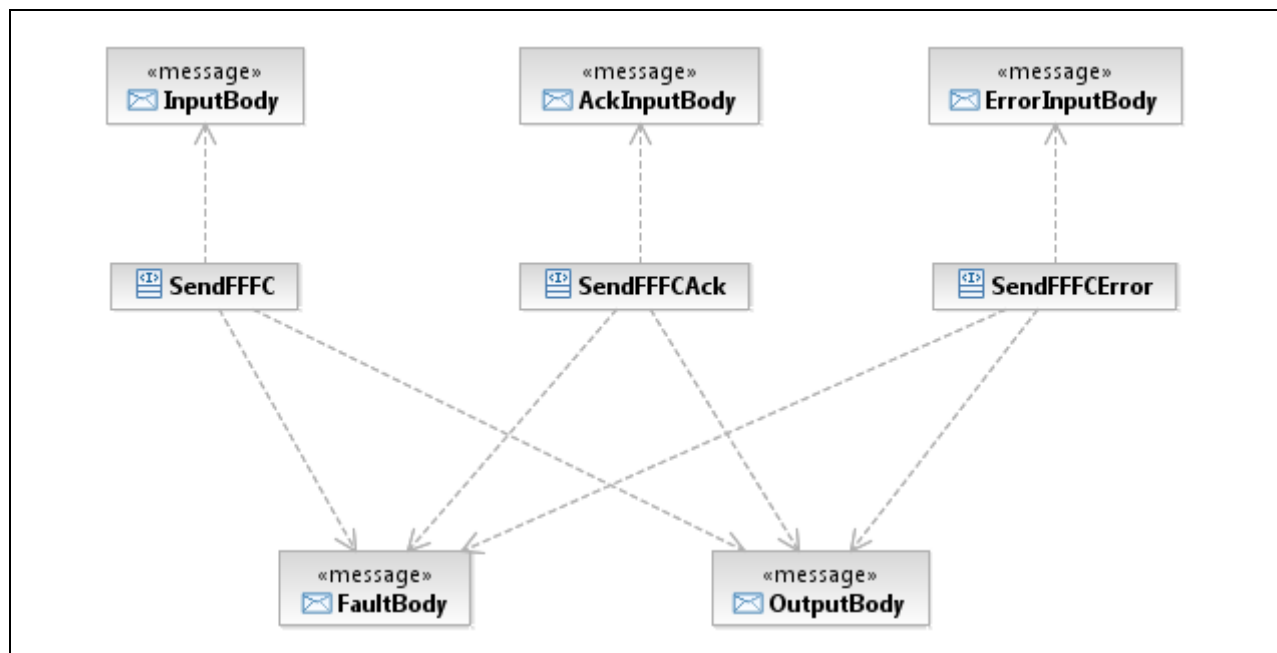 «message»
InputBody
«message»
AckInputBody
«message»
ErrorInputBody
SendFFFC
SendFFFCAck
SendFFFCError
«message»
FaultBody
«message»
OutputBody